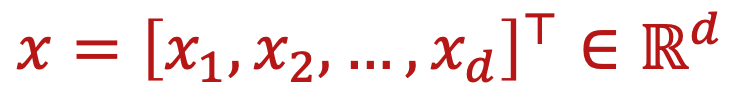 x = [x₁, x₂, … , x_d]^⊤ ∈ ℝ^d